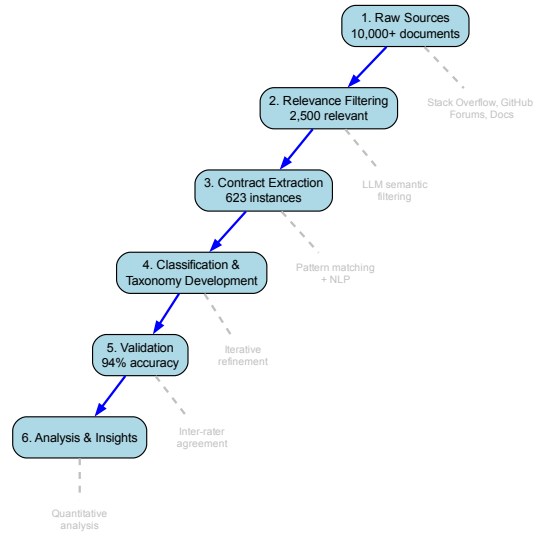 1. Raw Sources
10,000+ documents
Stack Overflow, GitHub
Forums, Docs
2. Relevance Filtering
2,500 relevant
LLM semantic
filtering
3. Contract Extraction
623 instances
Pattern matching
+ NLP
4. Classification &
Taxonomy Development
Iterative
refinement
5. Validation
94% accuracy
Inter-rater
agreement
6. Analysis & Insights
Quantitative
analysis